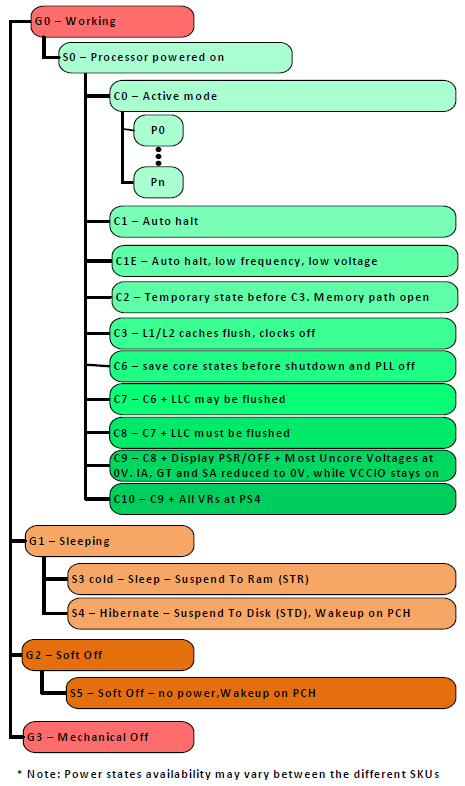 G0 – Working
S0 – Processor powered on
C0 – Active mode
P0
Pn
C1 – Auto halt
C1E – Auto halt, low frequency, low voltage
C2 – Temporary state before C3. Memory path open
C3 – L1/L2 caches flush, clocks off
C6 – save core states before shutdown and PLL off
C7 – C6 + LLC may be flushed
C8 – C7 + LLC must be flushed
C9 – C8 + Display PSR/OFF + Most Uncore Voltages at
0V. IA, GT and SA reduced to 0V, while VCCIO stays on
C10 – C9 + All VRs at PS4
G1 – Sleeping
S3 cold – Sleep – Suspend To Ram (STR)
S4 – Hibernate – Suspend To Disk (STD), Wakeup on PCH
G2 – Soft Off
S5 – Soft Off – no power,Wakeup on PCH
G3 – Mechanical Off
* Note: Power states availability may vary between the different SKUs